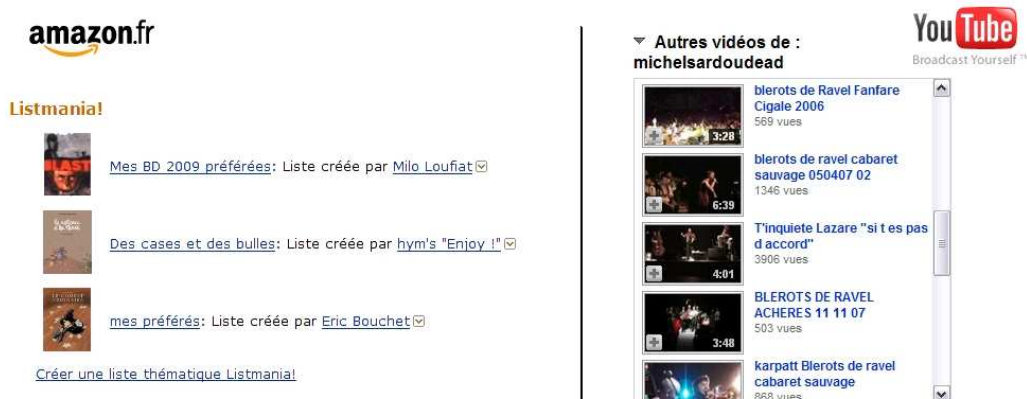 amazon.fr
Listmania!
BLAST
Mes BD 2009 préférées: Liste créée par Milo Loufiat
Des cases et des bulles: Liste créée par hym's "Enjoy !"
mes préférés: Liste créée par Eric Bouchet
Créer une liste thématique Listmania!
YouTube
Broadcast Yourself ™
Autres vidéos de :
michelsardoudead
blerots de Ravel Fanfare
Cigale 2006
569 vues
3:28
blerots de ravel cabaret
sauvage 050407 02
1346 vues
6:39
T'inquiete Lazare "si t es pas
d accord"
3906 vues
4:01
BLEROTS DE RAVEL
ACHERES 11 11 07
503 vues
3:48
karpatt Blerots de ravel
cabaret sauvage
868 vues